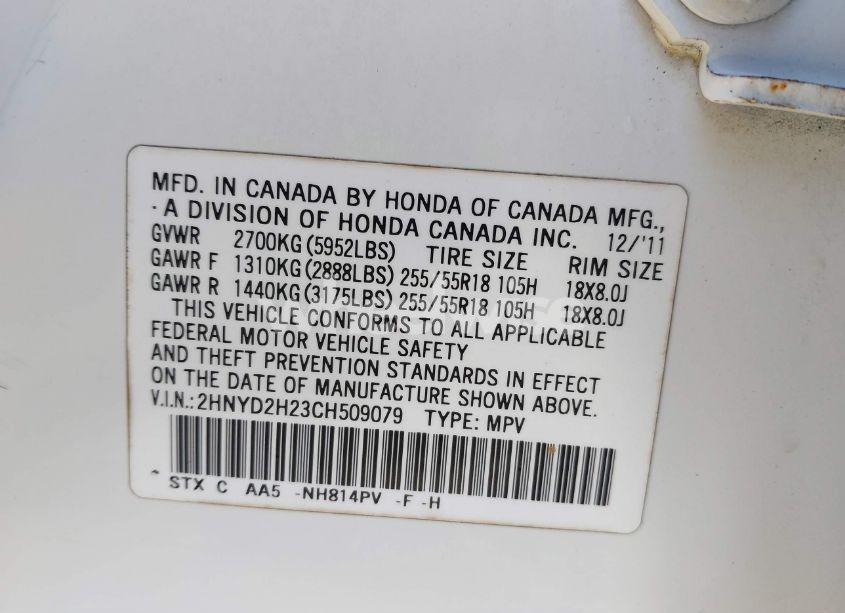 MFD. IN CANADA BY HONDA OF CANADA MFG.,
- A DIVISION OF HONDA CANADA INC. 12/'11
GVWR 2700KG (5952LBS) TIRE SIZE RIM SIZE
GAWR F 1310KG (2888LBS) 255/55R18 105H 18X8.0J
GAWR R 1440KG (3175LBS) 255/55R18 105H 18X8.0J
THIS VEHICLE CONFORMS TO ALL APPLICABLE
FEDERAL MOTOR VEHICLE SAFETY
AND THEFT PREVENTION STANDARDS IN EFFECT
ON THE DATE OF MANUFACTURE SHOWN ABOVE.
V.I.N.: 2HNYD2H23CH509079 TYPE: MPV
STX C AA5 -NH814PV -F -H